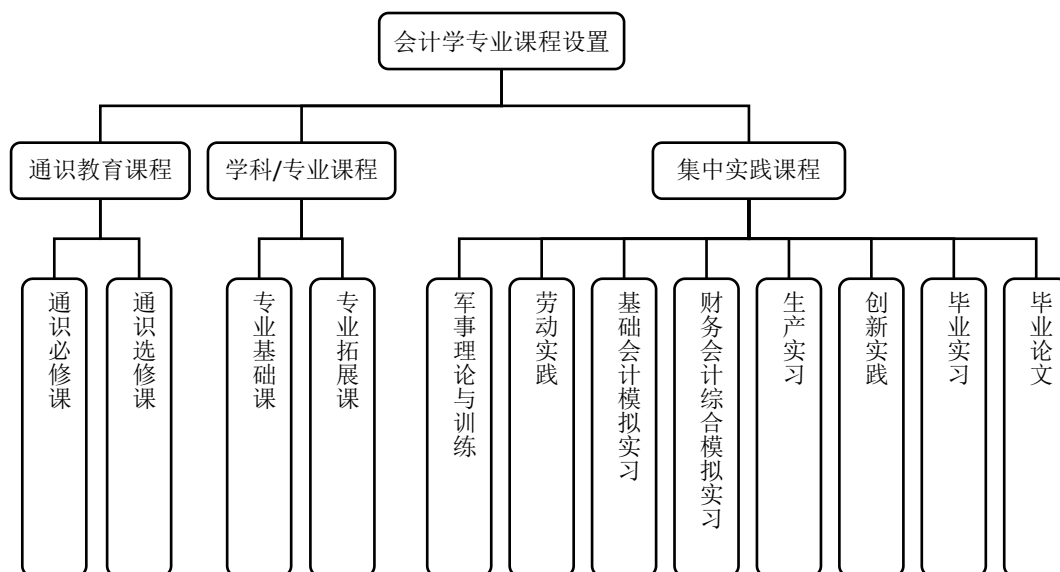 会计学专业课程设置
通识教育课程
学科/专业课程
集中实践课程
通识必修课
通识选修课
专业基础课
专业拓展课
军事理论与训练
劳动实践
基础会计模拟实习
财务会计综合模拟实习
生产实习
创新实践
毕业实习
毕业论文